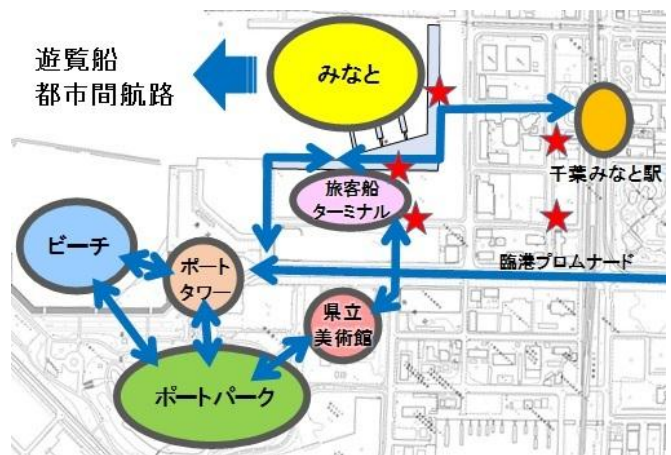 遊覧船
都市間航路
みなと
千葉みなと駅
旅客船
ターミナル
ビーチ
ポート
タワー
臨港プロムナード
県立
美術館
ポートパーク